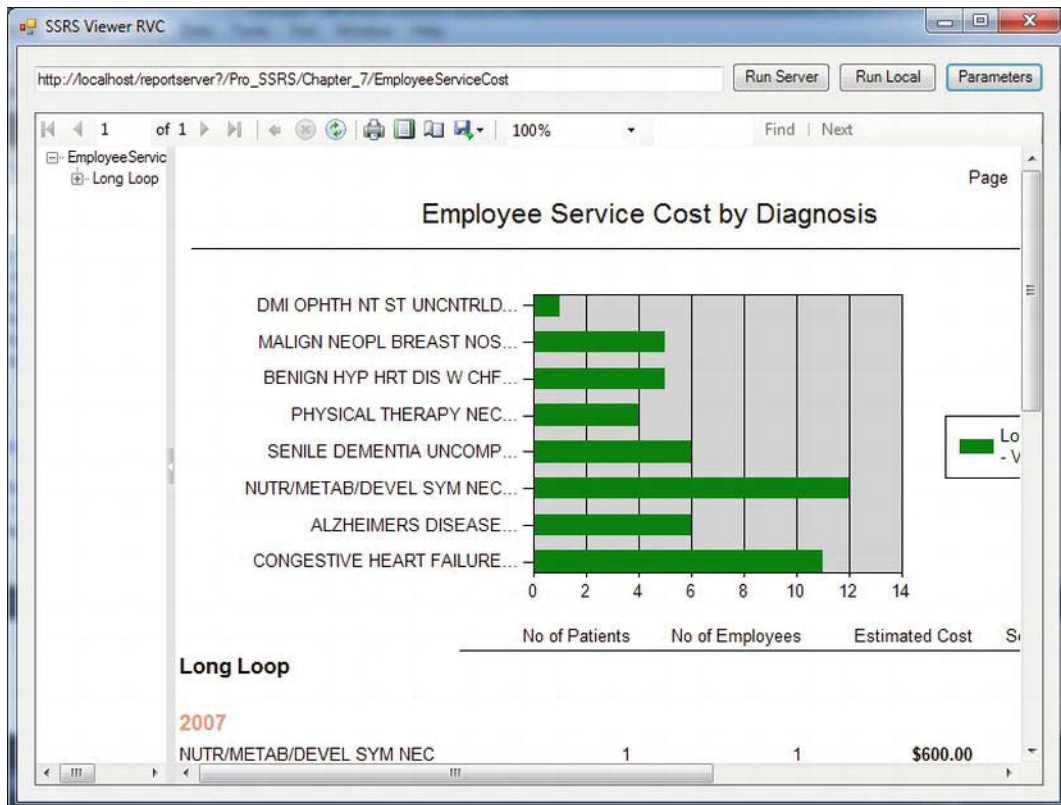 SSRS Viewer RVC
http://localhost/reportserver?/Pro_SSRS/Chapter_7/EmployeeServiceCost
Run Server
Run Local
Parameters
1 of 1
100%
Find | Next
EmployeeServic
Long Loop
Page
Employee Service Cost by Diagnosis
DMI OPHTH NT ST UNCNTRLD...
MALIGN NEOPL BREAST NOS...
BENIGN HYP HRT DIS W CHF...
PHYSICAL THERAPY NEC...
SENILE DEMENTIA UNCOMP...
NUTR/METAB/DEVEL SYM NEC...
ALZHEIMERS DISEASE...
CONGESTIVE HEART FAILURE...
0 2 4 6 8 10 12 14
Lo
- V
No of Patients No of Employees Estimated Cost S
Long Loop
2007
NUTR/METAB/DEVEL SYM NEC 1 1 $600.00